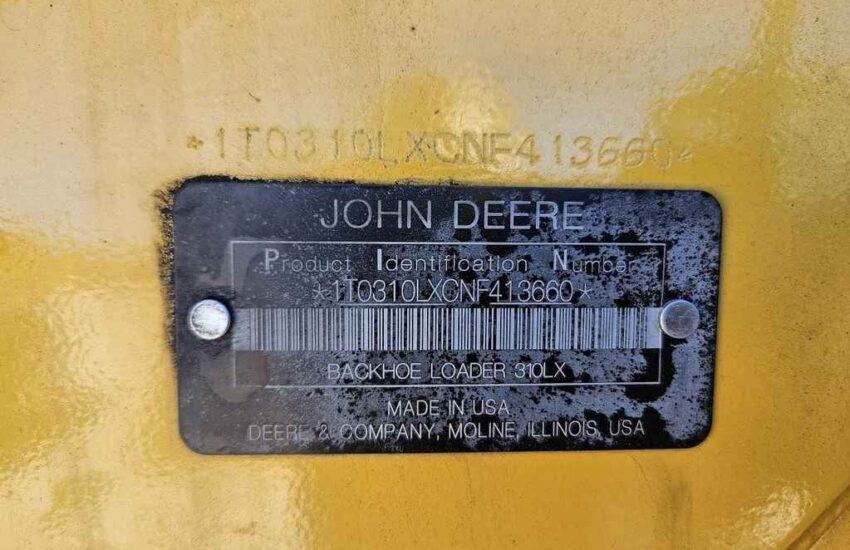 *1T0310LXCNF413660*
JOHN DEERE
Product Identification Number
*1T0310LXCNF413660*
BACKHOE LOADER 310LX
MADE IN USA
DEERE & COMPANY, MOLINE, ILLINOIS, USA